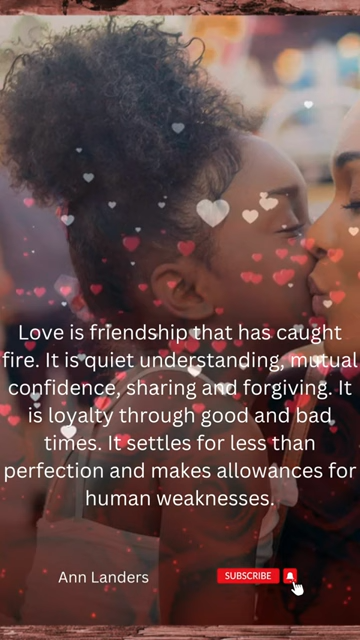 Love is friendship that has caught
fire. It is quiet understanding, mutual
confidence, sharing and forgiving. It
is loyalty through good and bad
times. It settles for less than
perfection and makes allowances for
human weaknesses.
Ann Landers
SUBSCRIBE